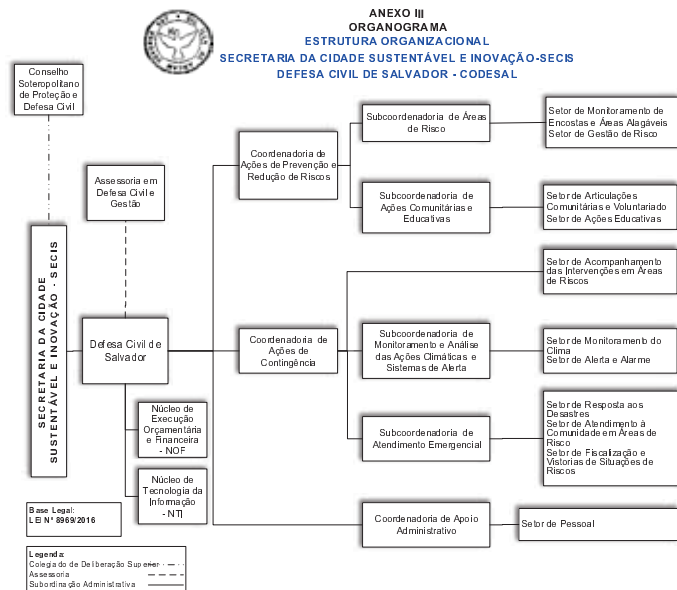 ANEXO III
ORGANOGRAMA
ESTRUTURA ORGANIZACIONAL
SECRETARIA DA CIDADE SUSTENTÁVEL E INOVAÇÃO-SECIS
DEFESA CIVIL DE SALVADOR - CODESAL
Conselho
Soteropolitano
de Proteção e
Defesa Civil
Assessoria em
Defesa Civil e
Gestão
SECRETARIA DA CIDADE
SUSTENTÁVEL E INOVAÇÃO - SECIS
Defesa Civil de
Salvador
Núcleo de
Execução
Orçamentária
e Financeira
- NOF
Núcleo de
Tecnologia da
Informação
- NTI
Coordenadoria de
Ações de Prevenção e
Redução de Riscos
Subcoordenadoria de Áreas
de Risco
Setor de Monitoramento de
Encostas e Áreas Alagáveis
Setor de Gestão de Risco
Subcoordenadoria de
Ações Comunitárias e
Educativas
Setor de Articulações
Comunitárias e Voluntariado
Setor de Ações Educativas
Coordenadoria de
Ações de
Contingência
Setor de Acompanhamento
das Intervenções em Áreas
de Riscos
Subcoordenadoria de
Monitoramento e Análise
das Ações Climáticas e
Sistemas de Alerta
Setor de Monitoramento do
Clima
Setor de Alerta e Alarme
Subcoordenadoria de
Atendimento Emergencial
Setor de Resposta aos
Desastres
Setor de Atendimento à
Comunidade em Áreas de
Risco
Setor de Fiscalização e
Vistorias de Situações de
Riscos
Coordenadoria de Apoio
Administrativo
Setor de Pessoal
Base Legal:
LEI Nº 8969/2016
Legenda:
Colegiado de Deliberação Superior
Assessoria
Subordinação Administrativa